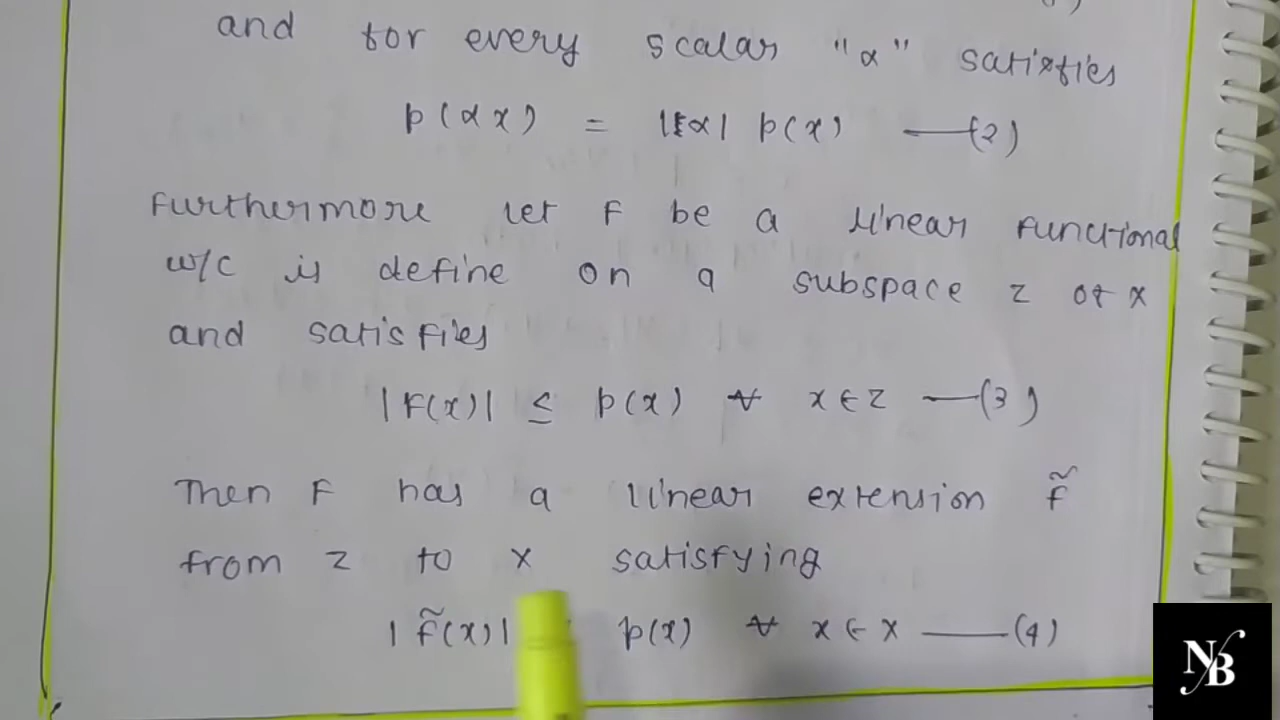 and for every scalar "α" satisfies
p(αx) = |α| p(x) —(2)
Furthermore let F be a linear functional
w/c is define on a subspace Z of X
and satisfies
|F(x)| ≤ p(x) ∀ x∈Z —(3)
Then F has a linear extension F̃
from Z to X satisfying
|F̃(x)| p(x) ∀ x∈X —(4)
NB